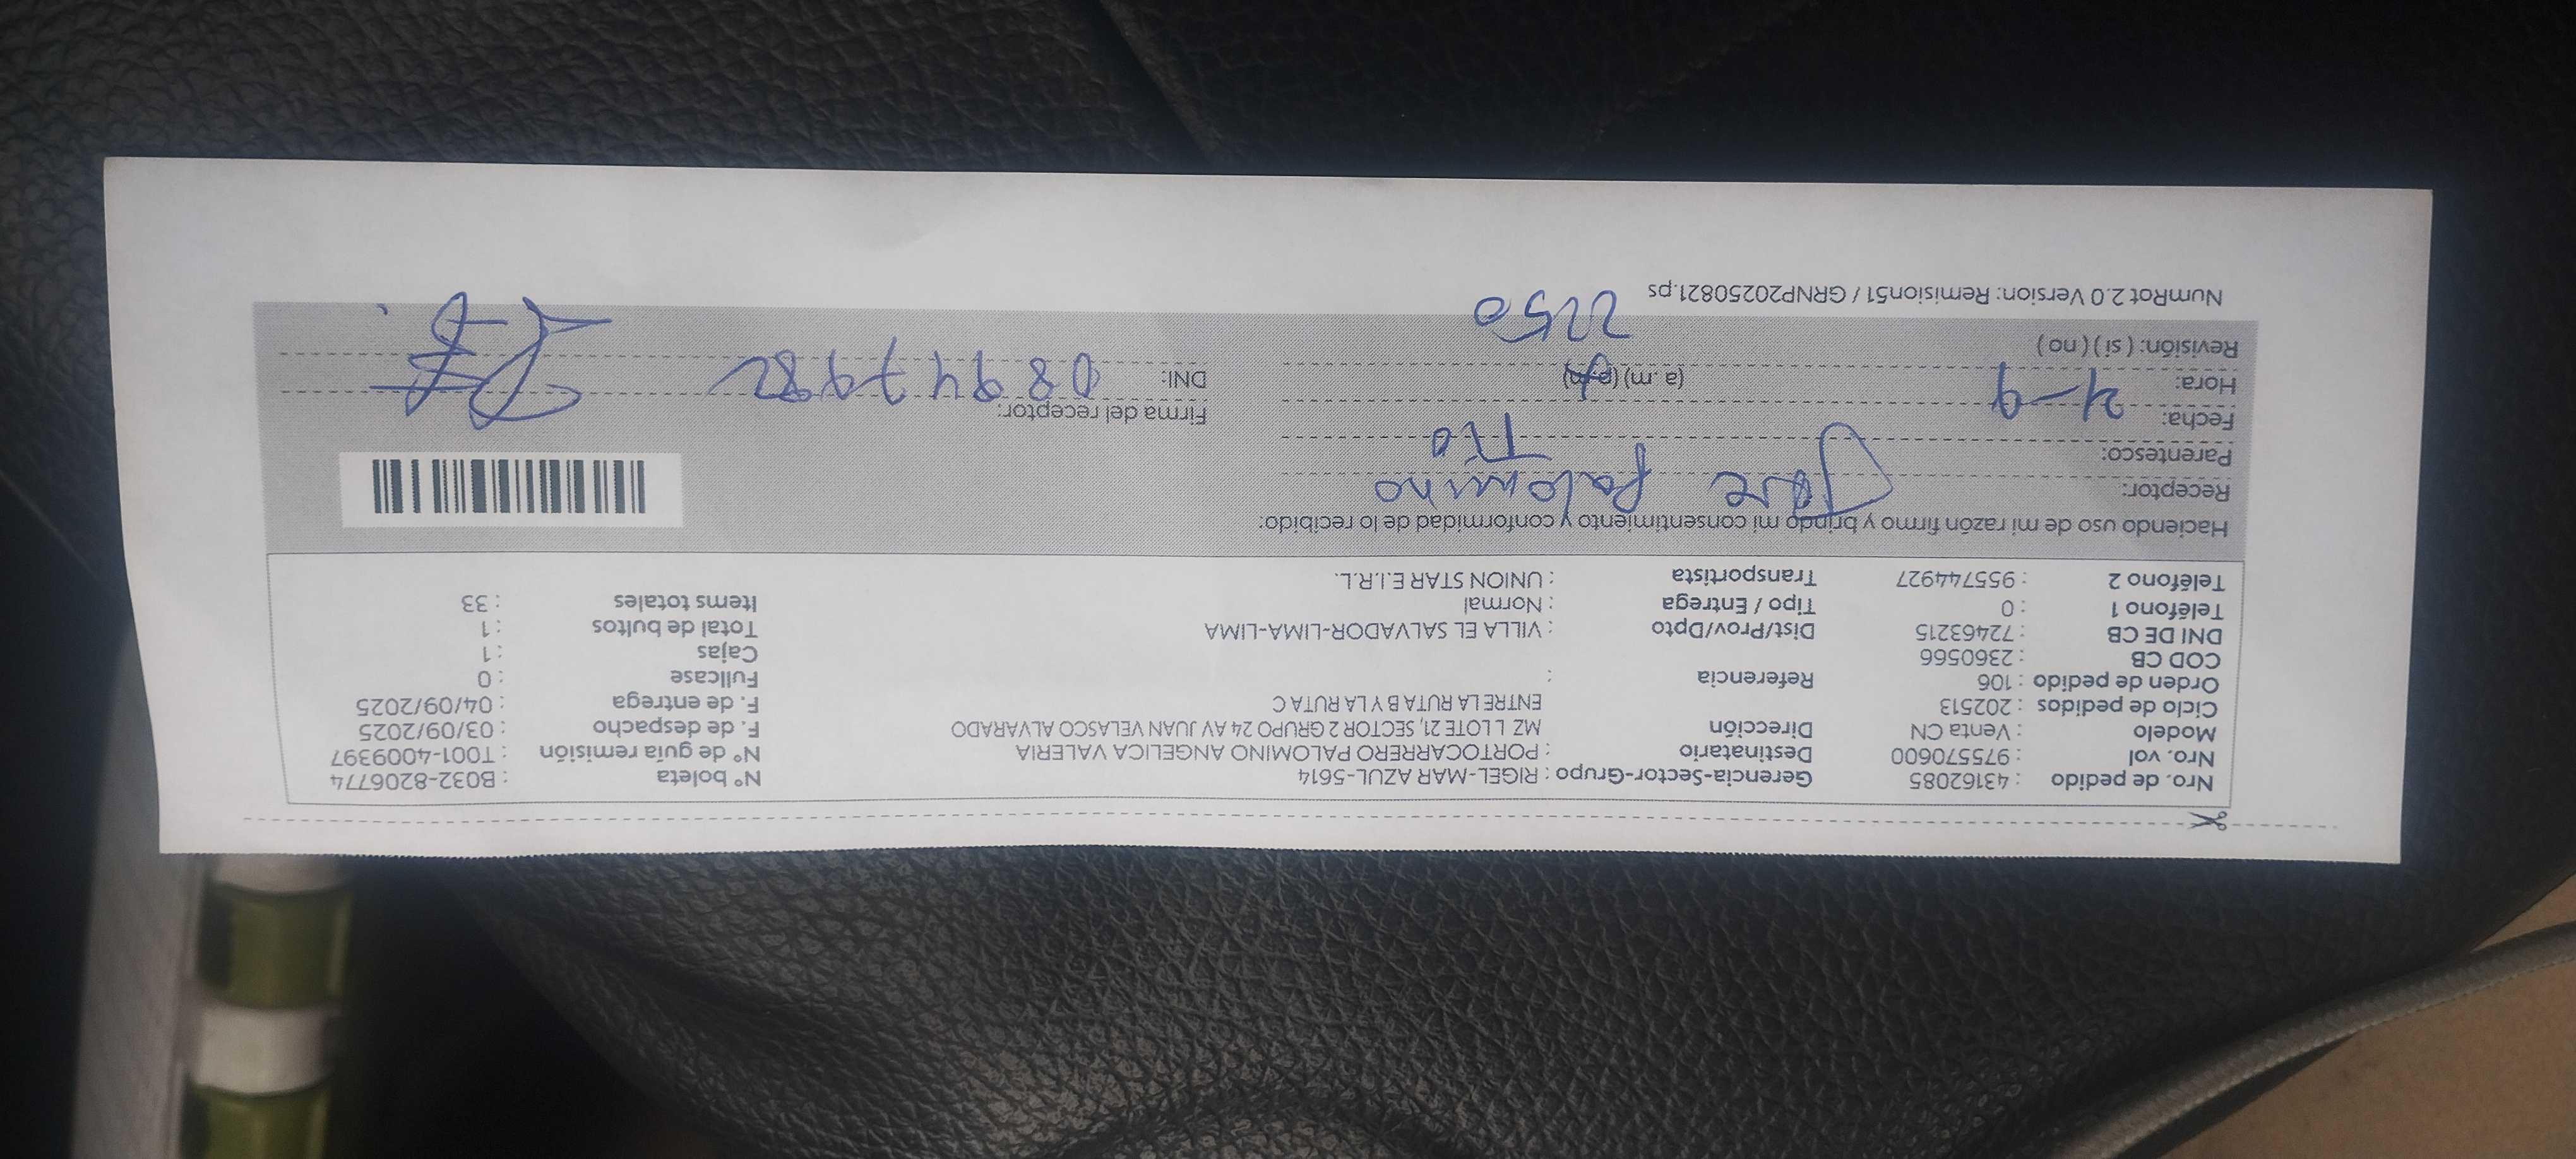 Nro. de pedido : 43162085 Gerencia-Sector-Grupo : RIGEL-MAR AZUL-5614 N° boleta : B032-8206774
Nro. vol : 975570600 Destinatario : PORTOCARRERO PALOMINO ANGELICA VALERIA N° de guía remisión : T001-4009397
Modelo : Venta CN Dirección MZ L LOTE 21, SECTOR 2 GRUPO 24 AV JUAN VELASCO ALVARADO F. de despacho : 03/09/2025
Ciclo de pedidos : 202513 ENTRE LA RUTA B Y LA RUTA C F. de entrega : 04/09/2025
Orden de pedido : 106 Referencia : Fullcase : 0
COD CB : 2360566 Cajas : 1
DNI DE CB : 72463215 Dist/Prov/Dpto : VILLA EL SALVADOR-LIMA-LIMA Total de bultos : 1
Teléfono 1 : 0 Tipo / Entrega : Normal Items totales : 33
Teléfono 2 : 955744927 Transportista : UNION STAR E.I.R.L.
Haciendo uso de mi razón firmo y brindo mi consentimiento y conformidad de lo recibido:
Receptor: Jose Palomino
Parentesco: Tio
Fecha: 21-9 Firma del receptor:
Hora: (a. m) (p.m) DNI: 08947982
Revisión: ( si ) ( no ) 2250
NumRot 2.0 Version: Remision51 / GRNP20250821.ps